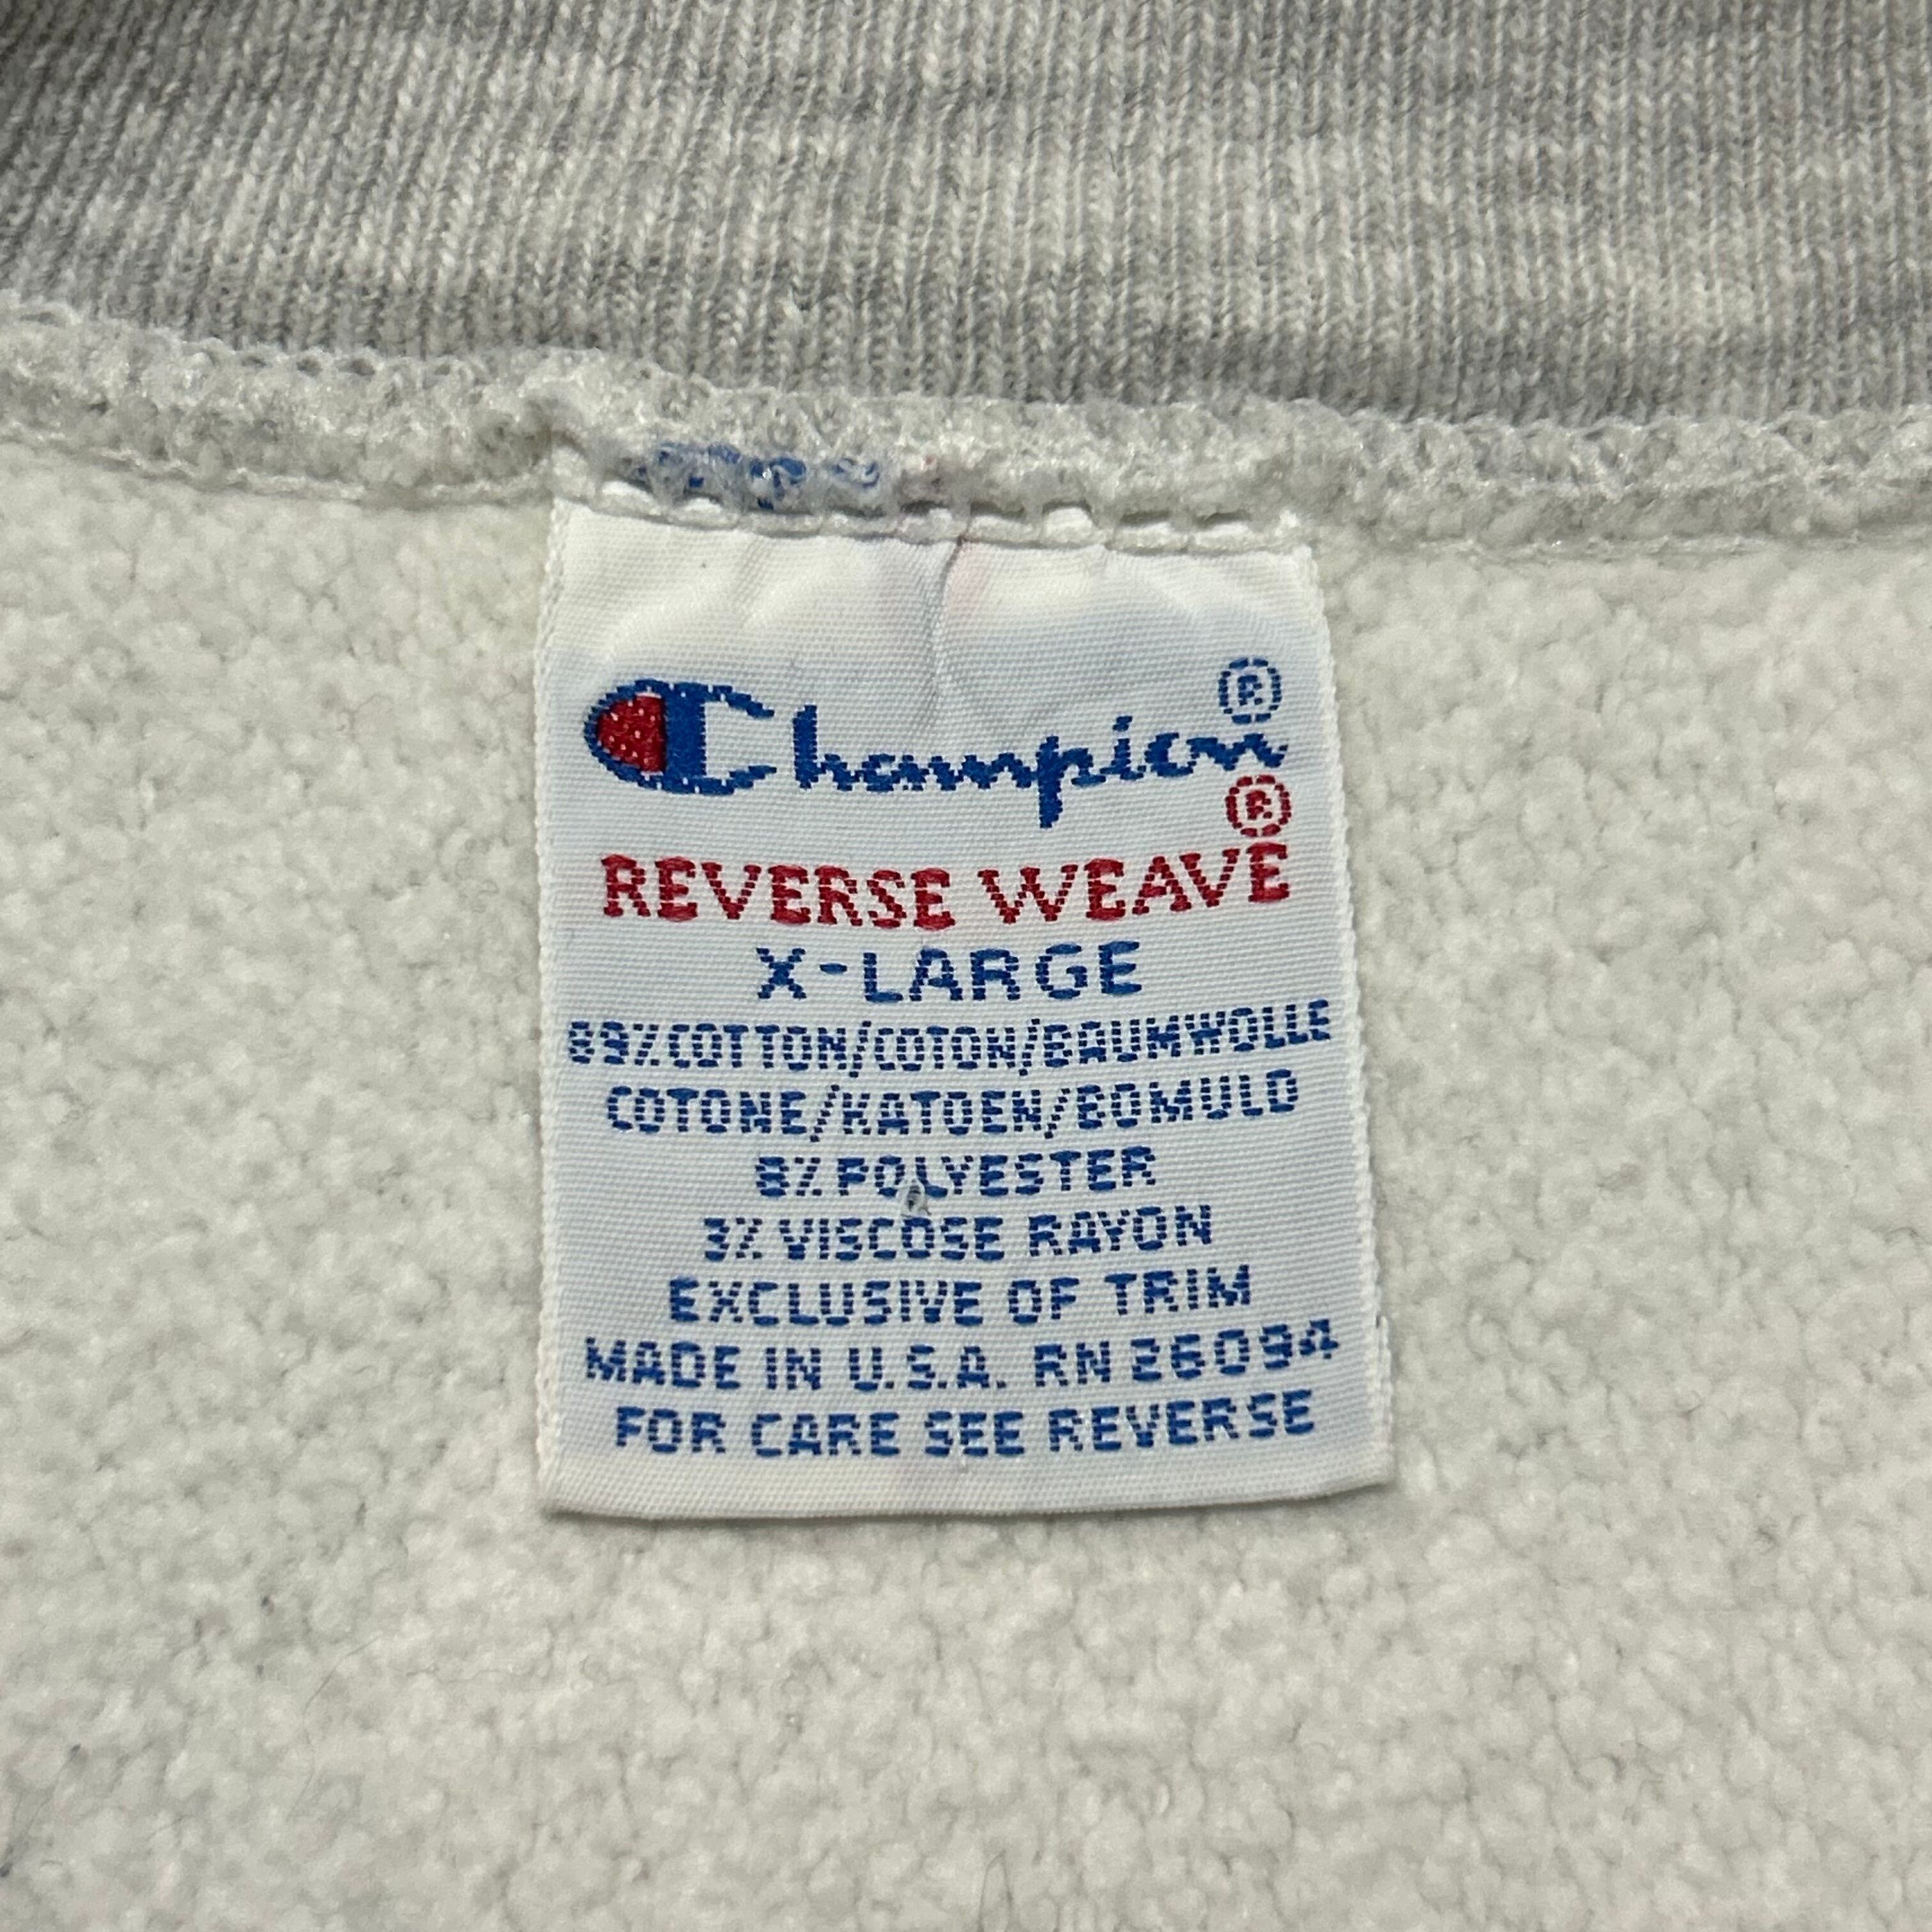 Champion®
®
REVERSE WEAVE
X-LARGE
89% COTTON/COTON/BAUMWOLLE
COTONE/KATOEN/BOMULD
8% POLYESTER
3% VISCOSE RAYON
EXCLUSIVE OF TRIM
MADE IN U.S.A. RN 26094
FOR CARE SEE REVERSE